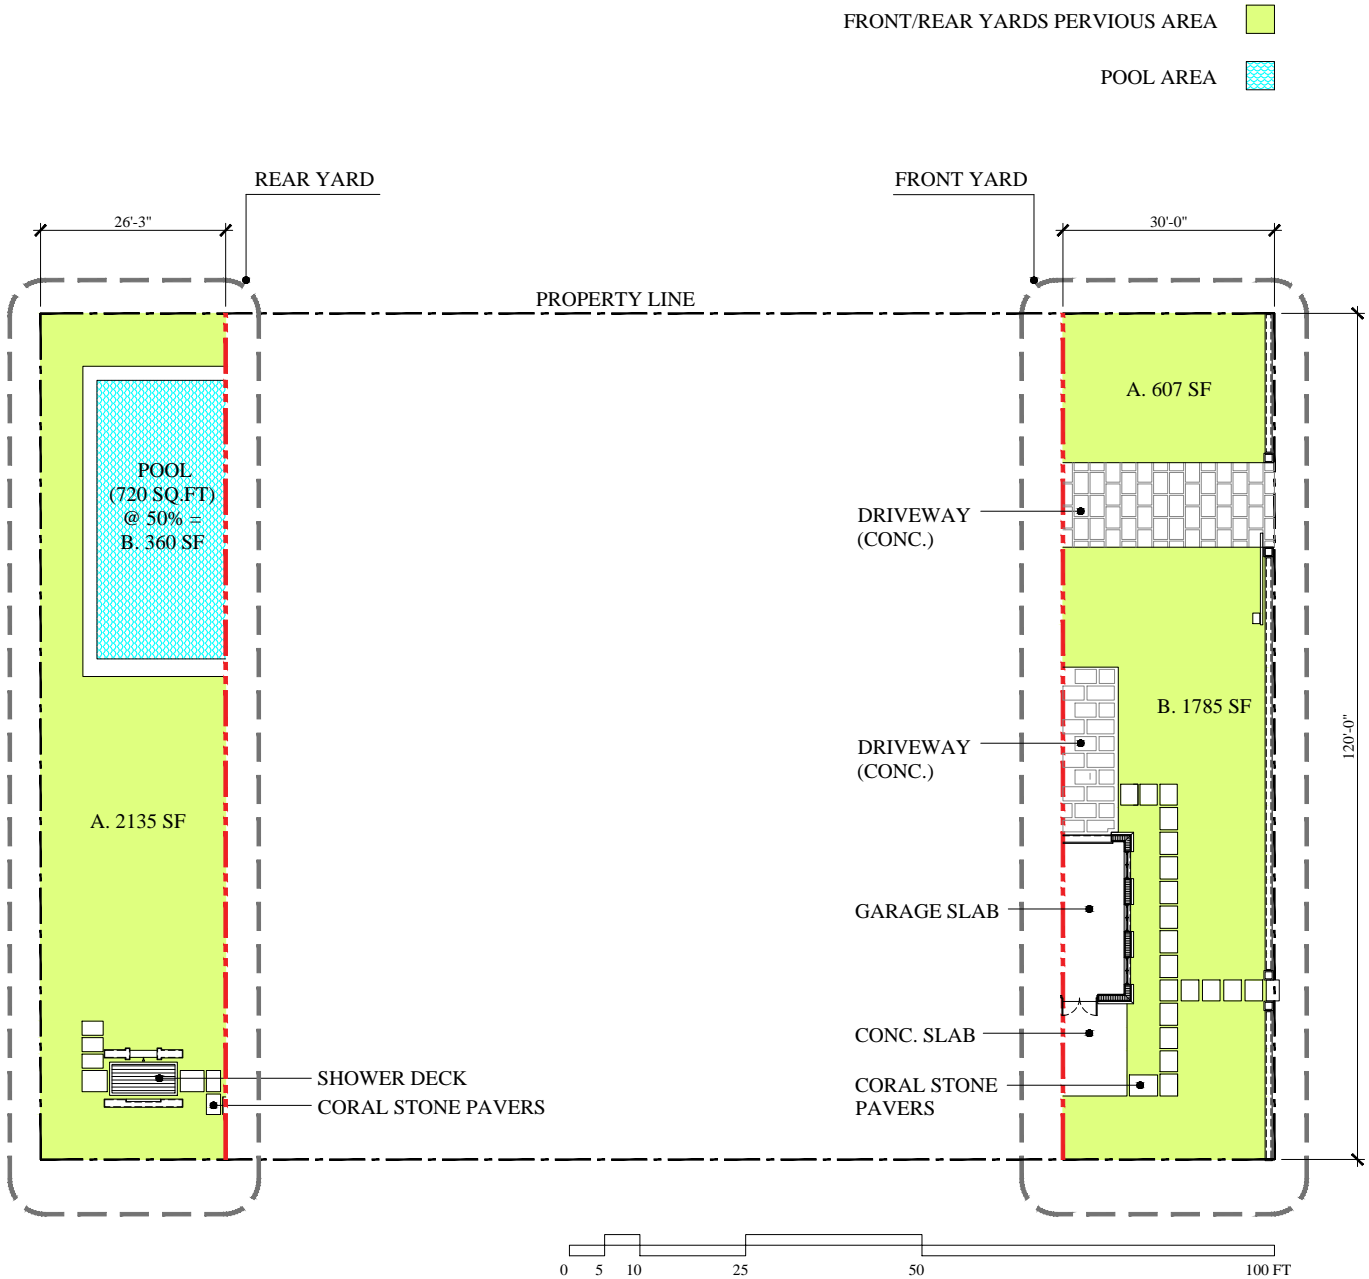 FRONT/REAR YARDS PERVIOUS AREA
POOL AREA
REAR YARD
FRONT YARD
26'-3"
30'-0"
PROPERTY LINE
A. 607 SF
POOL
(720 SQ.FT)
@ 50% =
B. 360 SF
DRIVEWAY
(CONC.)
B. 1785 SF
120'-0"
DRIVEWAY
(CONC.)
A. 2135 SF
GARAGE SLAB
CONC. SLAB
SHOWER DECK
CORAL STONE PAVERS
CORAL STONE
PAVERS
0 5 10 25 50 100 FT